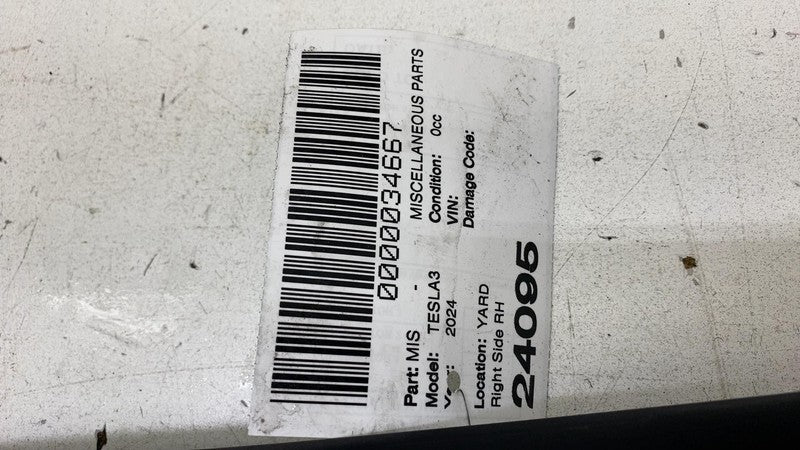 0000034667
Part: MIS - MISCELLANEOUS PARTS
Model: TESLA3 Condition: 0cc
2024 VIN:
Damage Code:
Location: YARD
Right Side RH
24095